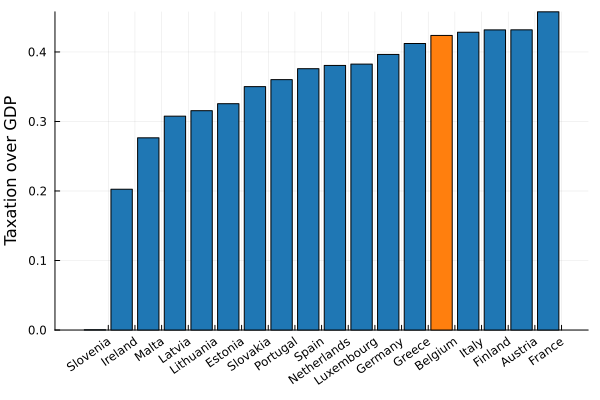 Taxation over GDP
0.4
0.3
0.2
0.1
0.0
Slovenia
Ireland
Malta
Latvia
Lithuania
Estonia
Slovakia
Portugal
Spain
Netherlands
Luxembourg
Germany
Greece
Belgium
Italy
Finland
Austria
France